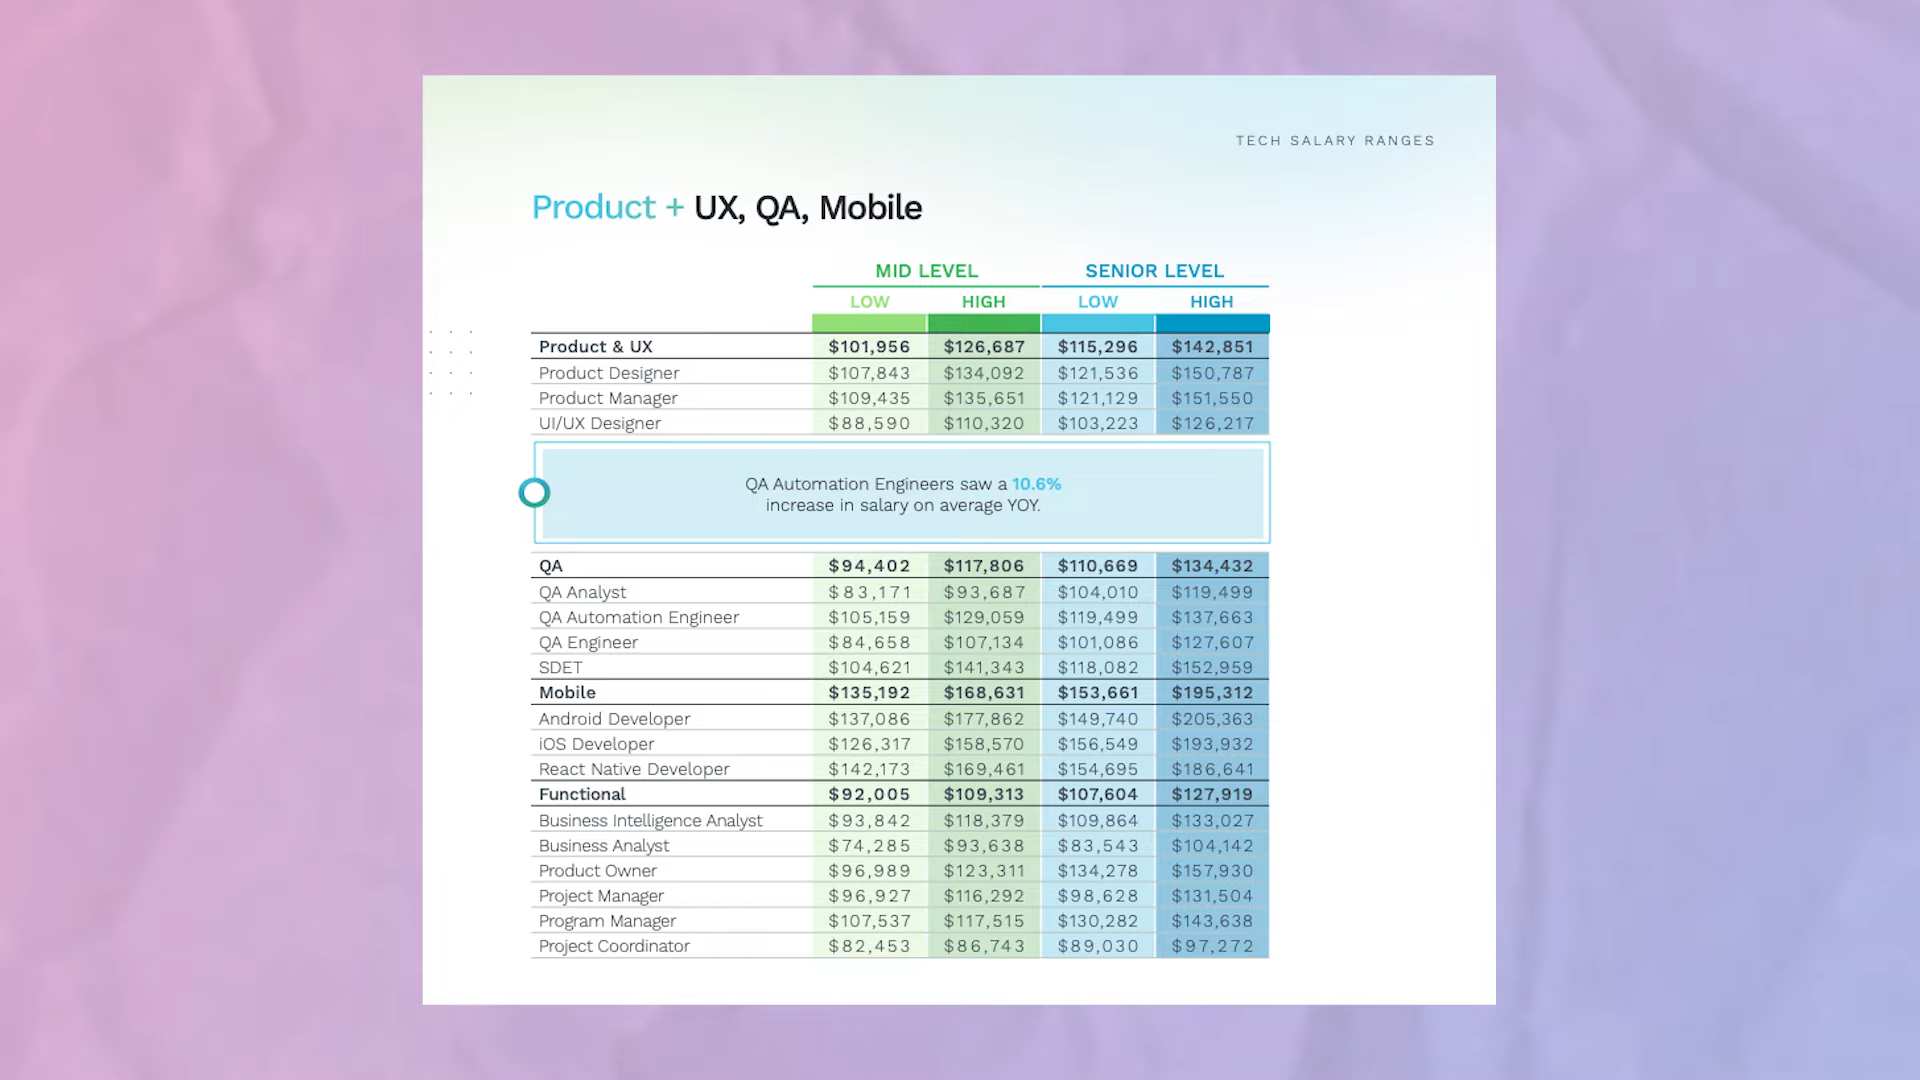 TECH SALARY RANGES
Product + UX, QA, Mobile
MID LEVEL SENIOR LEVEL
LOW HIGH LOW HIGH
Product & UX $101,956 $126,687 $115,296 $142,851
Product Designer $107,843 $134,092 $121,536 $150,787
Product Manager $109,435 $135,651 $121,129 $151,550
UI/UX Designer $88,590 $110,320 $103,223 $126,217
QA Automation Engineers saw a 10.6%
increase in salary on average YOY.
QA $94,402 $117,806 $110,669 $134,432
QA Analyst $83,171 $93,687 $104,010 $119,499
QA Automation Engineer $105,159 $129,059 $119,499 $137,663
QA Engineer $84,658 $107,134 $101,086 $127,607
SDET $104,621 $141,343 $118,082 $152,959
Mobile $135,192 $168,631 $153,661 $195,312
Android Developer $137,086 $177,862 $149,740 $205,363
iOS Developer $126,317 $158,570 $156,549 $193,932
React Native Developer $142,173 $169,461 $154,695 $186,641
Functional $92,005 $109,313 $107,604 $127,919
Business Intelligence Analyst $93,842 $118,379 $109,864 $133,027
Business Analyst $74,285 $93,638 $83,543 $104,142
Product Owner $96,989 $123,311 $134,278 $157,930
Project Manager $96,927 $116,292 $98,628 $131,504
Program Manager $107,537 $117,515 $130,282 $143,638
Project Coordinator $82,453 $86,743 $89,030 $97,272